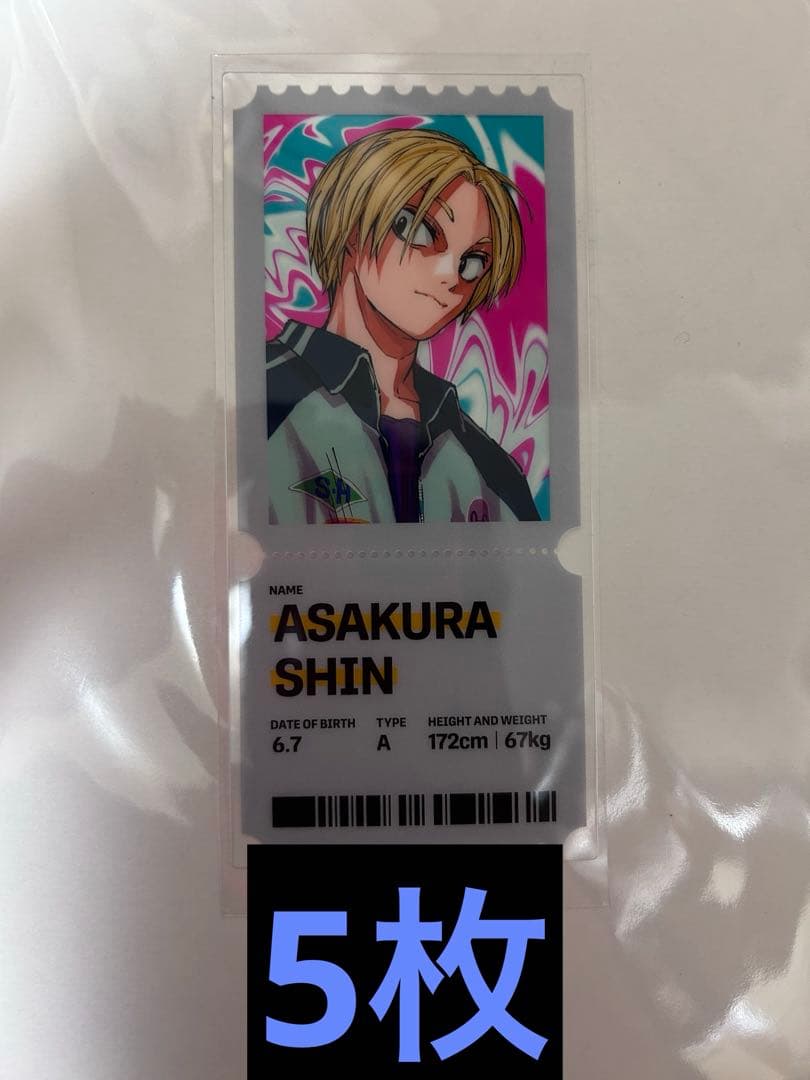 S·H
NAME
ASAKURA
SHIN
DATE OF BIRTH TYPE HEIGHT AND WEIGHT
6.7 A 172cm | 67kg
5枚